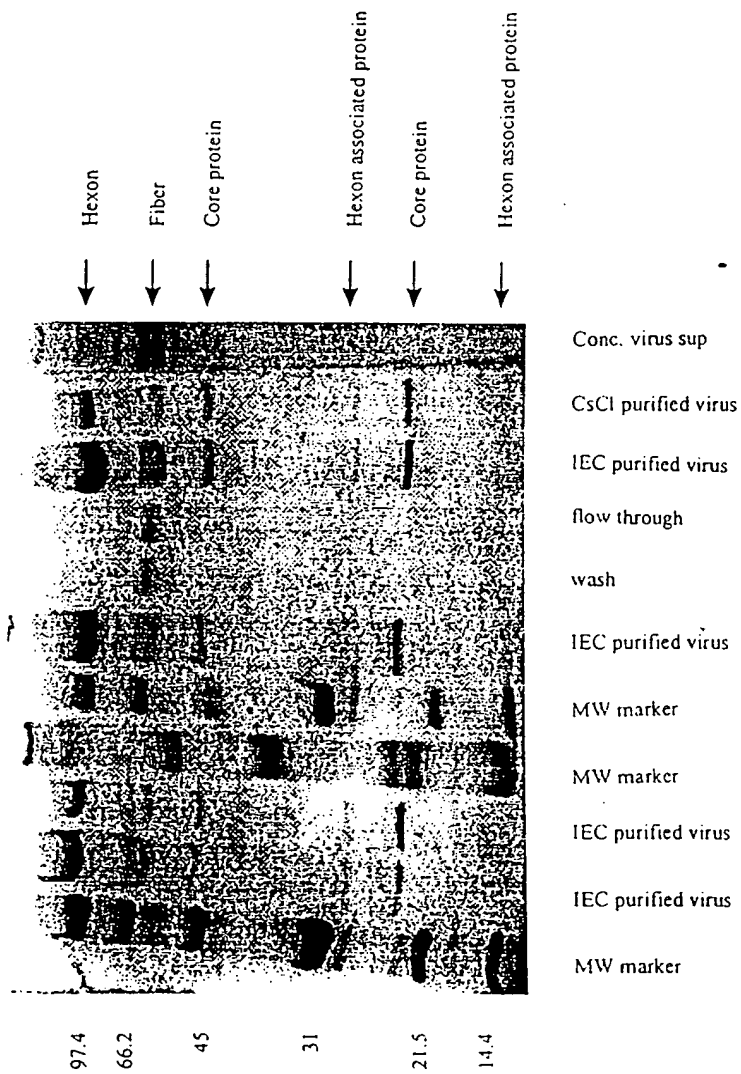 Hexon
Fiber
Core protein
Hexon associated protein
Core protein
Hexon associated protein
Conc. virus sup
CsCl purified virus
IEC purified virus
flow through
wash
IEC purified virus
MW marker
MW marker
IEC purified virus
IEC purified virus
MW marker
97.4
66.2
45
31
21.5
14.4